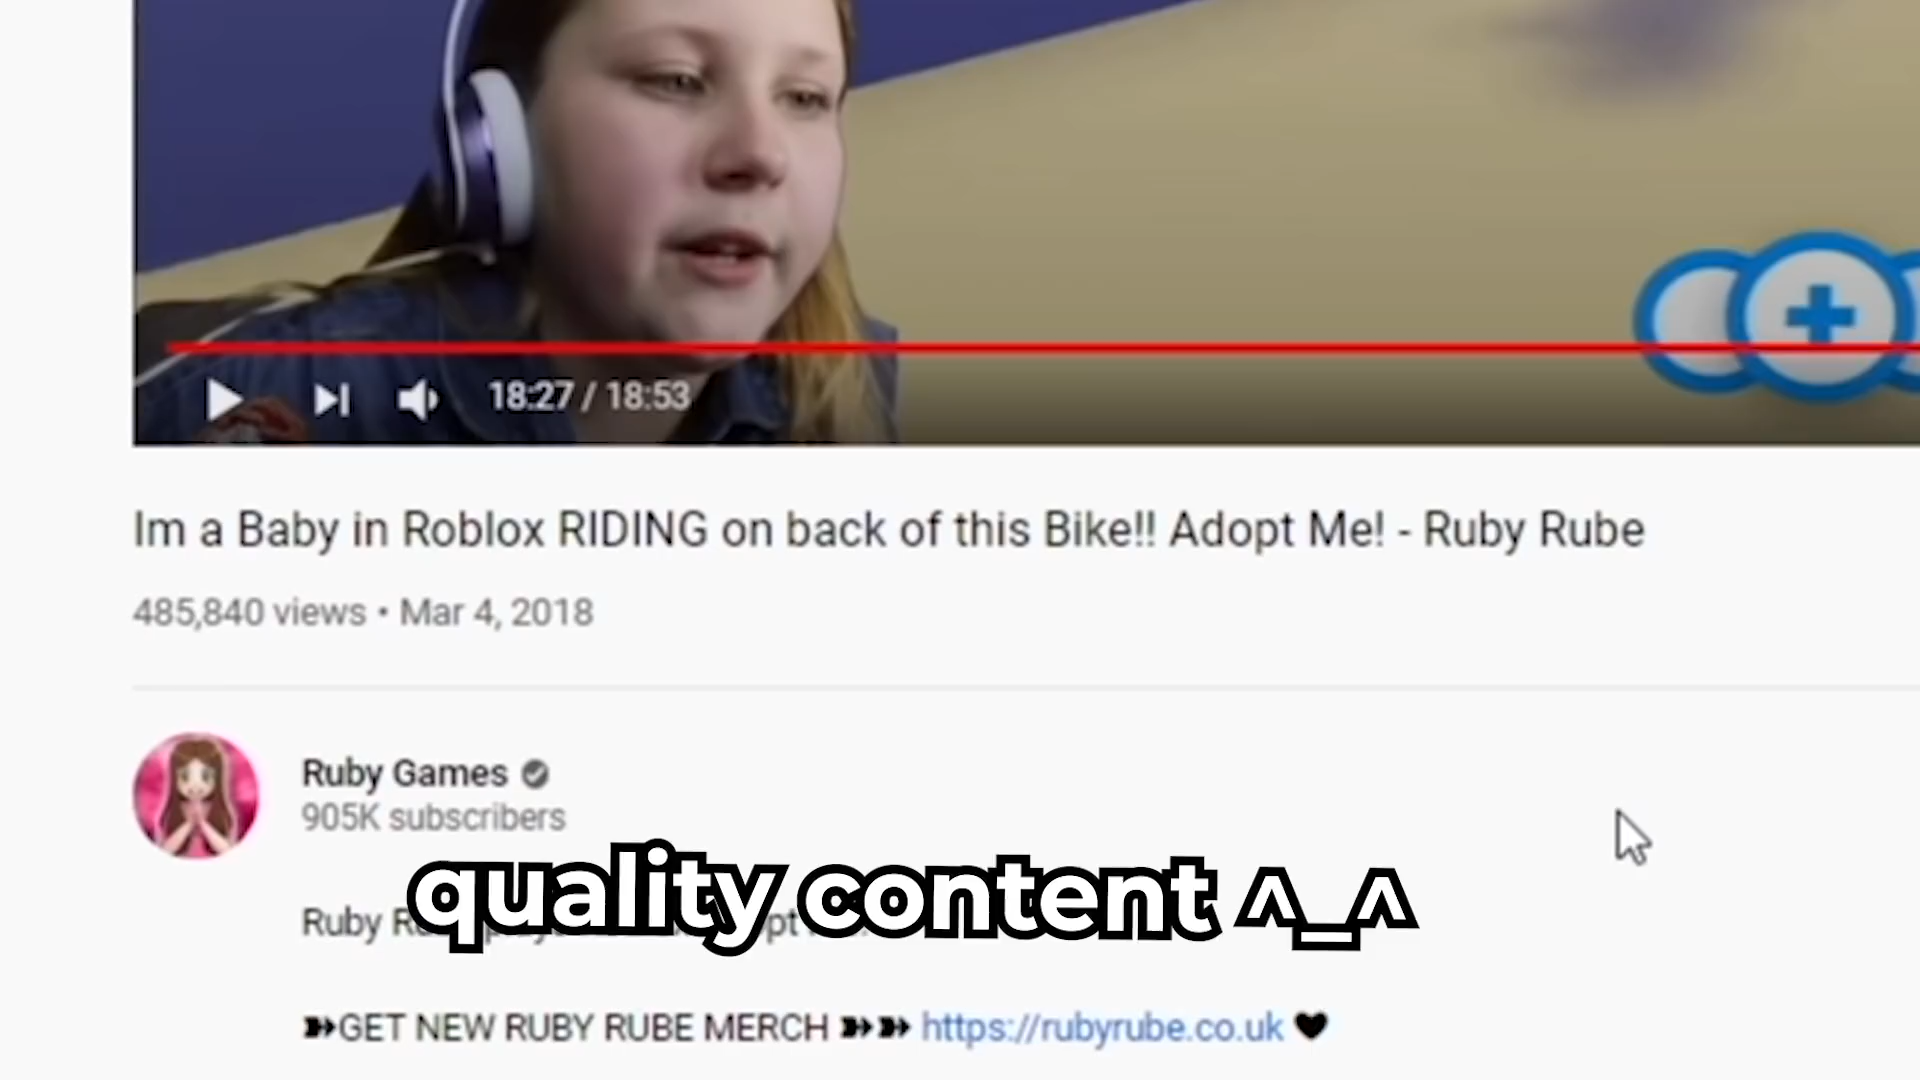 18:27 / 18:53
Im a Baby in Roblox RIDING on back of this Bike!! Adopt Me! - Ruby Rube
485,840 views • Mar 4, 2018
Ruby Games
905K subscribers
quality content ^_^
Ruby
➽GET NEW RUBY RUBE MERCH ➽➽ https://rubyrube.co.uk ♥